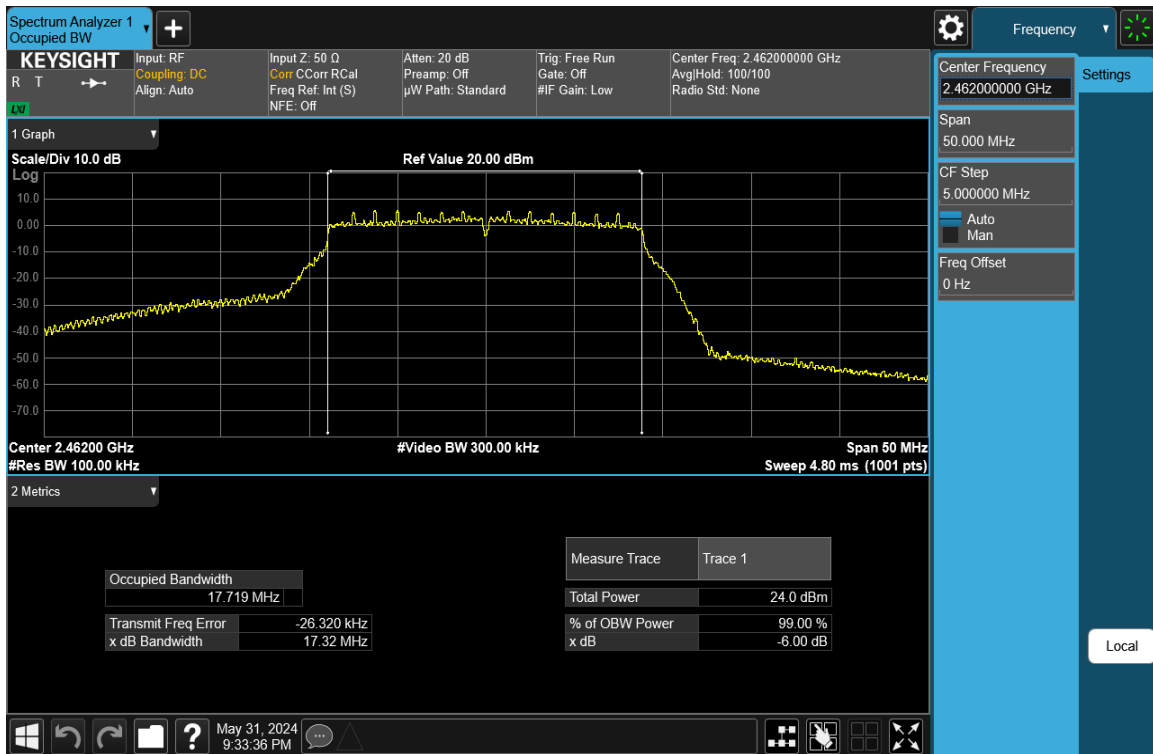 Spectrum Analyzer 1
Occupied BW
Frequency
KEYSIGHT
R T
LXI
Input: RF
Coupling: DC
Align: Auto
Input Z: 50 Ω
Corr CCorr RCal
Freq Ref: Int (S)
NFE: Off
Atten: 20 dB
Preamp: Off
µW Path: Standard
Trig: Free Run
Gate: Off
#IF Gain: Low
Center Freq: 2.462000000 GHz
Avg|Hold: 100/100
Radio Std: None
Center Frequency
2.462000000 GHz
Settings
Span
50.000 MHz
CF Step
5.000000 MHz
Auto
Man
Freq Offset
0 Hz
Local
1 Graph
Scale/Div 10.0 dB
Ref Value 20.00 dBm
Log
10.0
0.00
-10.0
-20.0
-30.0
-40.0
-50.0
-60.0
-70.0
Center 2.46200 GHz
#Video BW 300.00 kHz
Span 50 MHz
#Res BW 100.00 kHz
Sweep 4.80 ms (1001 pts)
2 Metrics
Measure Trace Trace 1
Occupied Bandwidth
17.719 MHz
Total Power 24.0 dBm
Transmit Freq Error -26.320 kHz
% of OBW Power 99.00 %
x dB Bandwidth 17.32 MHz
x dB -6.00 dB
?
May 31, 2024
9:33:36 PM